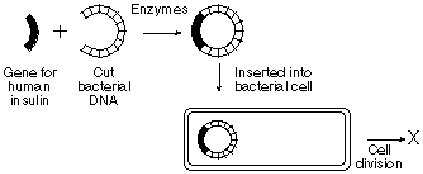 Enzymes
+
Gene for
human
insulin
Cut
bacterial
DNA
Inserted into
bacterial cell
X
Cell
division